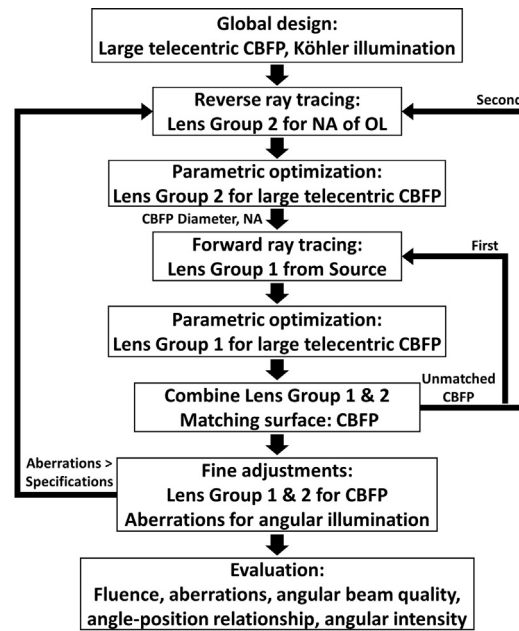 Global design:
Large telecentric CBFP, Köhler illumination
Reverse ray tracing:
Lens Group 2 for NA of OL
Second
Parametric optimization:
Lens Group 2 for large telecentric CBFP
CBFP Diameter, NA
Forward ray tracing:
Lens Group 1 from Source
First
Parametric optimization:
Lens Group 1 for large telecentric CBFP
Combine Lens Group 1 & 2
Matching surface: CBFP
Unmatched
CBFP
Aberrations >
Specifications
Fine adjustments:
Lens Group 1 & 2 for CBFP
Aberrations for angular illumination
Evaluation:
Fluence, aberrations, angular beam quality,
angle-position relationship, angular intensity